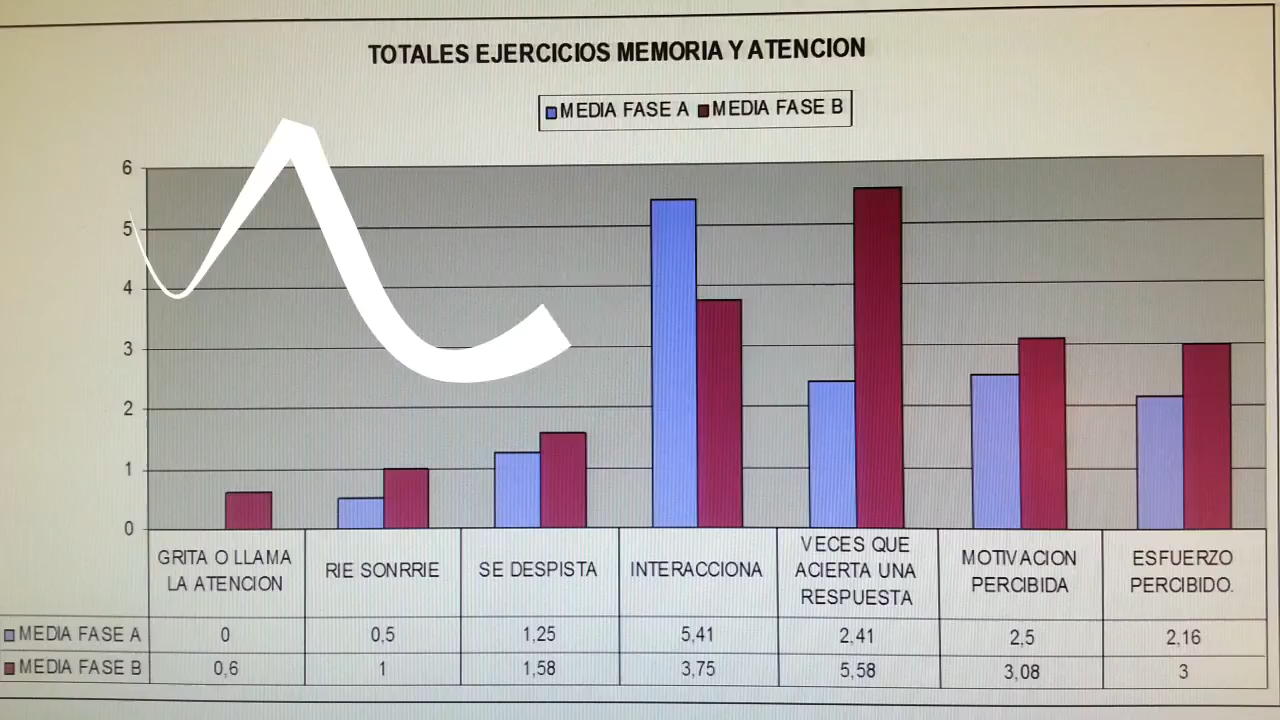 TOTALES EJERCICIOS MEMORIA Y ATENCION
MEDIA FASE A MEDIA FASE B
6
5
4
3
2
1
0
GRITA O LLAMA
LA ATENCION
RIE SONRRIE
SE DESPISTA
INTERACCIONA
VECES QUE
ACIERTA UNA
RESPUESTA
MOTIVACION
PERCIBIDA
ESFUERZO
PERCIBIDO.
MEDIA FASE A 0 0,5 1,25 5,41 2,41 2,5 2,16
MEDIA FASE B 0,6 1 1,58 3,75 5,58 3,08 3